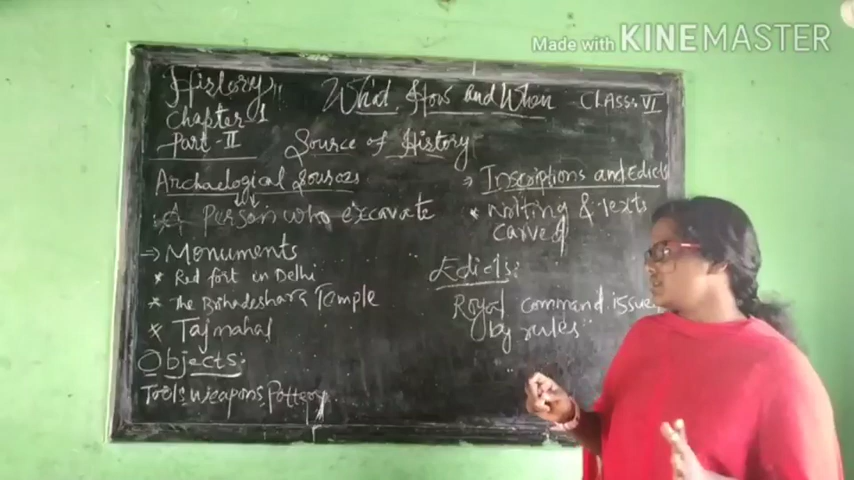 Made with KINEMASTER
History
Chapter 1
Part-II
What, How and When
CLASS: VI
Source of History
Archaelogical Sources
A Person who excavate
→ Monuments
* Red fort in Delhi
* The Brihadeshara Temple
* Tajmahal
Objects:
Tools, weapons, Pottery
→ Inscriptions and Edicts
* Writing & Texts
carved
Edicts:
Royal command issue
by rules